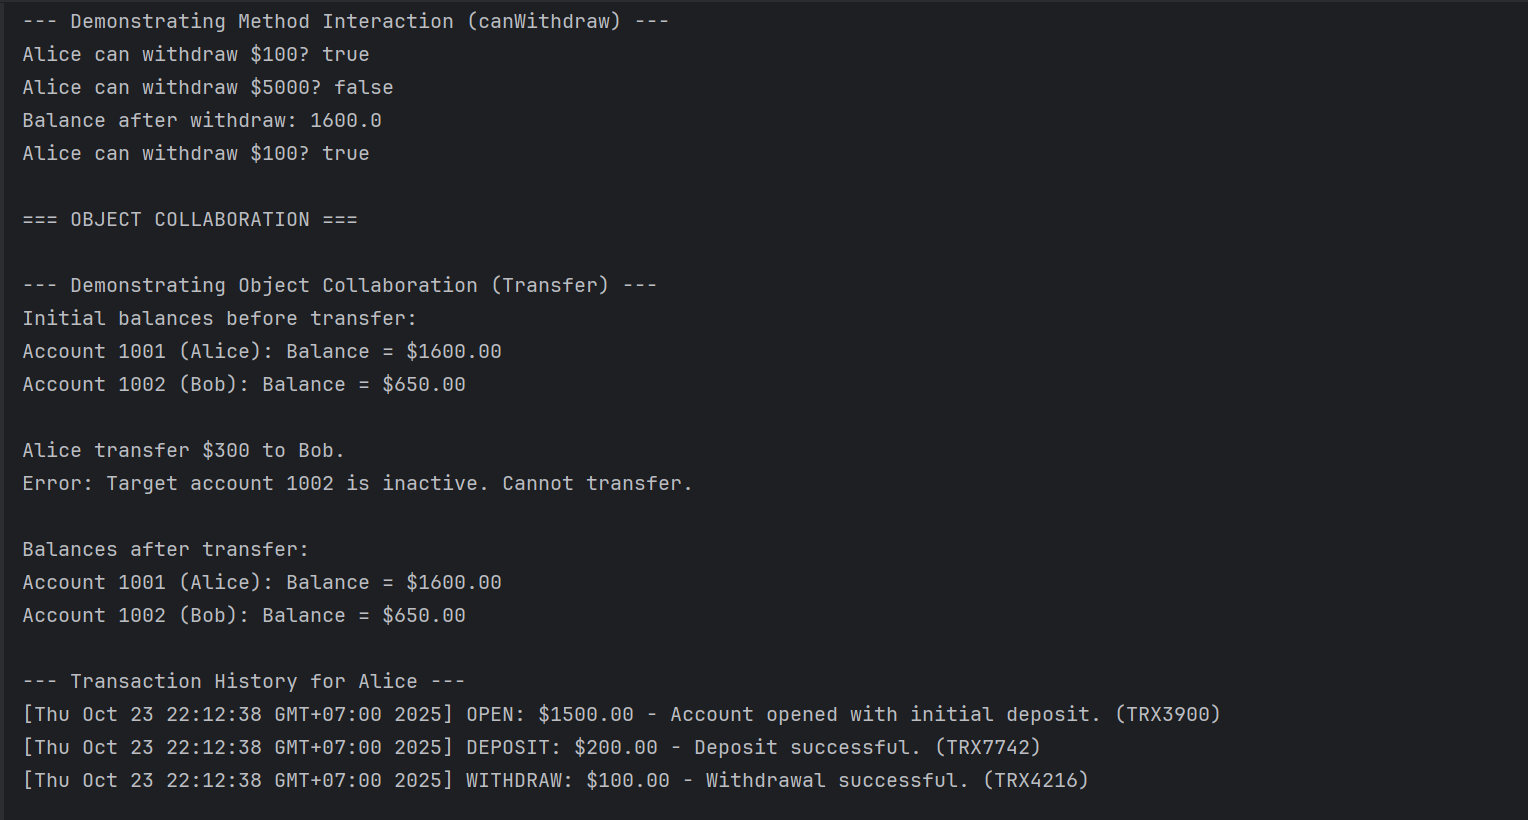 --- Demonstrating Method Interaction (canWithdraw) ---
Alice can withdraw $100? true
Alice can withdraw $5000? false
Balance after withdraw: 1600.0
Alice can withdraw $100? true
=== OBJECT COLLABORATION ===
--- Demonstrating Object Collaboration (Transfer) ---
Initial balances before transfer:
Account 1001 (Alice): Balance = $1600.00
Account 1002 (Bob): Balance = $650.00
Alice transfer $300 to Bob.
Error: Target account 1002 is inactive. Cannot transfer.
Balances after transfer:
Account 1001 (Alice): Balance = $1600.00
Account 1002 (Bob): Balance = $650.00
--- Transaction History for Alice ---
[Thu Oct 23 22:12:38 GMT+07:00 2025] OPEN: $1500.00 - Account opened with initial deposit. (TRX3900)
[Thu Oct 23 22:12:38 GMT+07:00 2025] DEPOSIT: $200.00 - Deposit successful. (TRX7742)
[Thu Oct 23 22:12:38 GMT+07:00 2025] WITHDRAW: $100.00 - Withdrawal successful. (TRX4216)